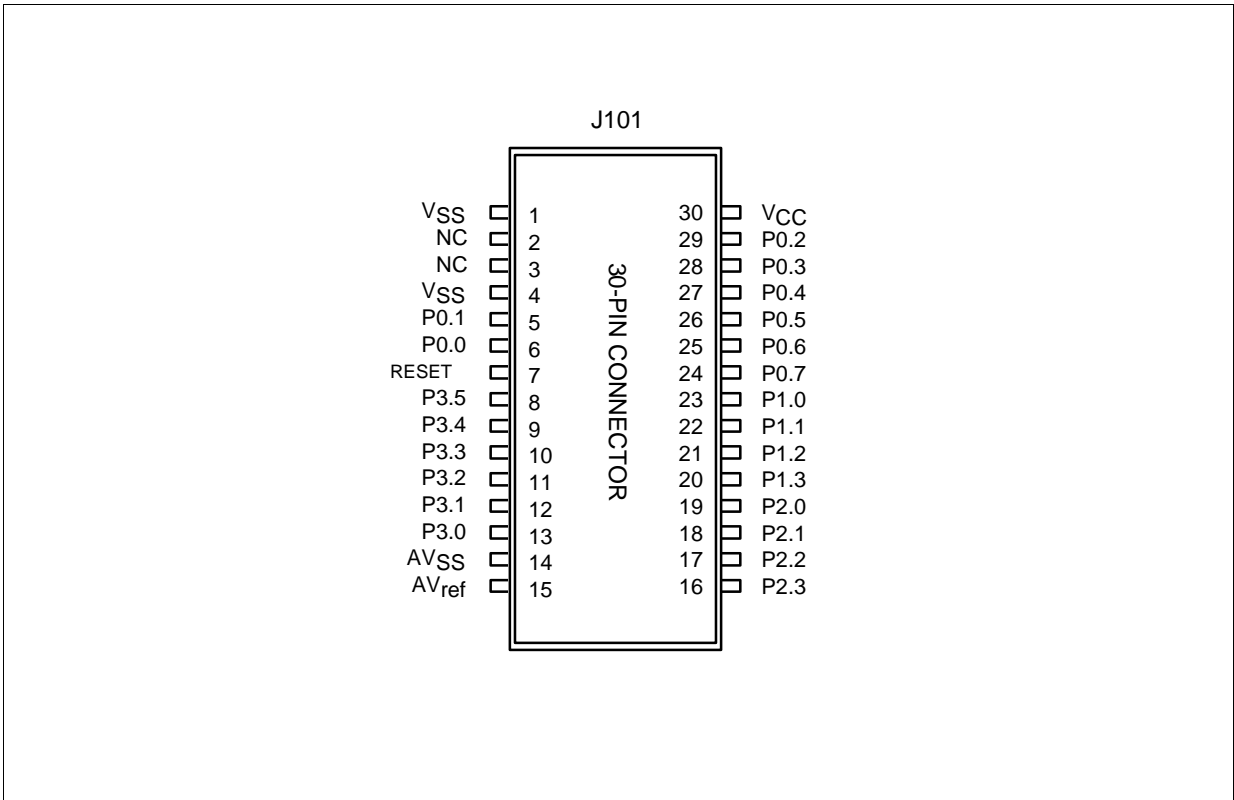 J101
VSS 1 30 VCC
NC 2 29 P0.2
NC 3 28 P0.3
VSS 4 27 P0.4
P0.1 5 26 P0.5
P0.0 6 25 P0.6
RESET 7 24 P0.7
P3.5 8 23 P1.0
P3.4 9 22 P1.1
P3.3 10 21 P1.2
P3.2 11 20 P1.3
P3.1 12 19 P2.0
P3.0 13 18 P2.1
AVSS 14 17 P2.2
AVref 15 16 P2.3
30-PIN CONNECTOR